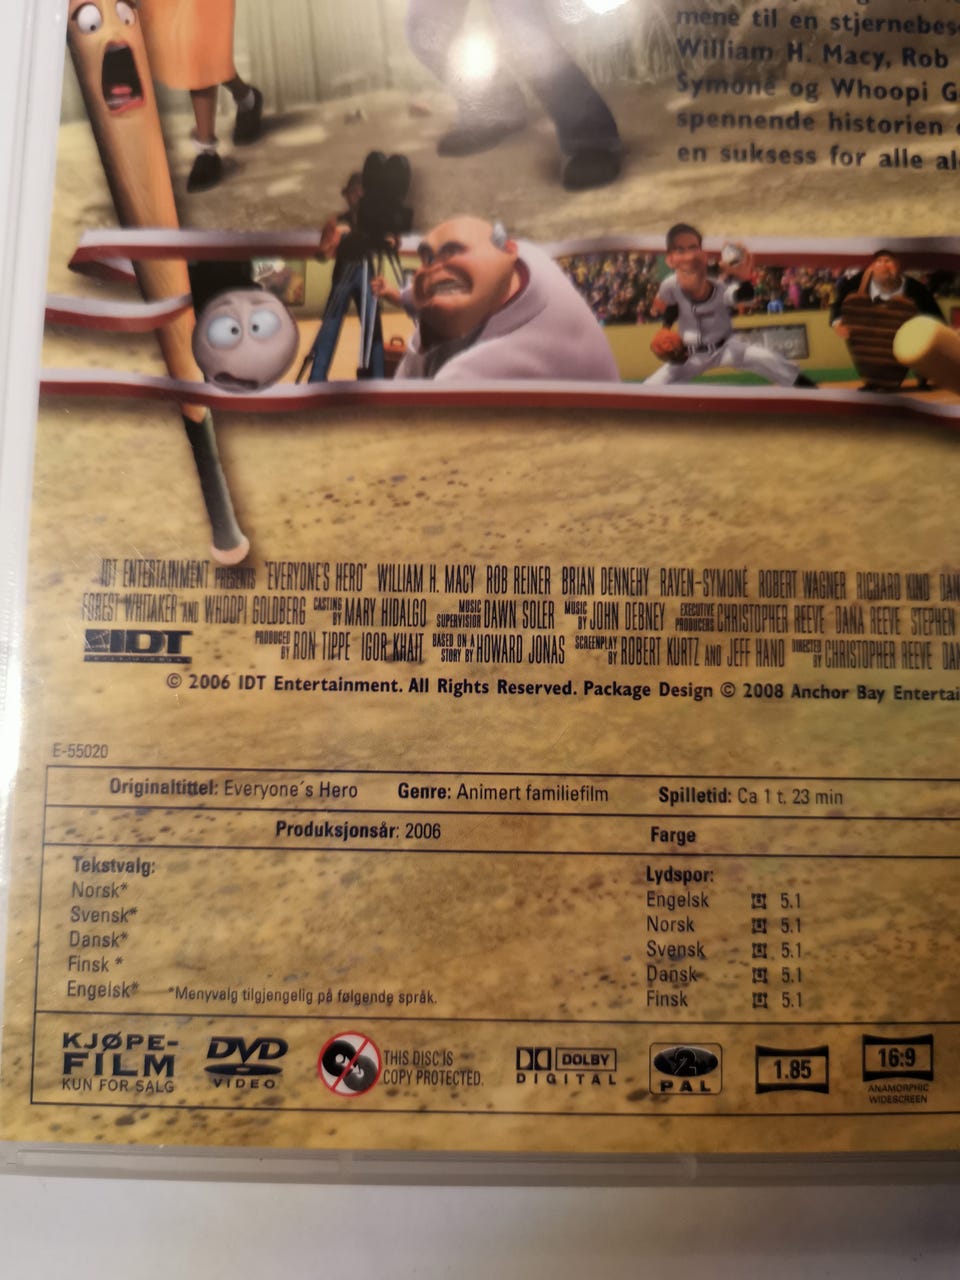 mene til en
William H. Macy, Rob
Symoné og Whoopi G
spennende historien
en suksess for alle
IDT ENTERTAINMENT PRESENTS "EVERYONE'S HERO" WILLIAM H. MACY ROB REINER BRIAN DENNEHY RAVEN-SYMONÉ ROBERT WAGNER RICHARD KIND
FOREST WHITAKER AND WHOOPI GOLDBERG CASTING BY MARY HIDALGO MUSIC SUPERVISION DAWN SOLER MUSIC BY JOHN DEBNEY EXECUTIVE PRODUCERS CHRISTOPHER REEVE DANA REEVE STEPHEN
IDT PRODUCED BY RON TIPPE IGOR KHAIT BASED ON A STORY BY HOWARD JONAS SCREENPLAY BY ROBERT KURTZ AND JEFF HAND DIRECTED BY CHRISTOPHER REEVE
© 2006 IDT Entertainment. All Rights Reserved. Package Design © 2008 Anchor Bay Entertai
E-55020
Originaltittel: Everyone´s Hero Genre: Animert familiefilm Spilletid: Ca 1 t. 23 min
Produksjonsår: 2006 Farge
Tekstvalg:
Norsk*
Svensk*
Dansk*
Finsk *
Engelsk* *Menyvalg tilgjengelig på følgende språk.
Lydspor:
Engelsk 5.1
Norsk 5.1
Svensk 5.1
Dansk 5.1
Finsk 5.1
KJØPE-
FILM
KUN FOR SALG
DVD
VIDEO
THIS DISC IS
COPY PROTECTED.
DOLBY
DIGITAL
2
PAL
1.85
16:9
ANAMORPHIC
WIDESCREEN